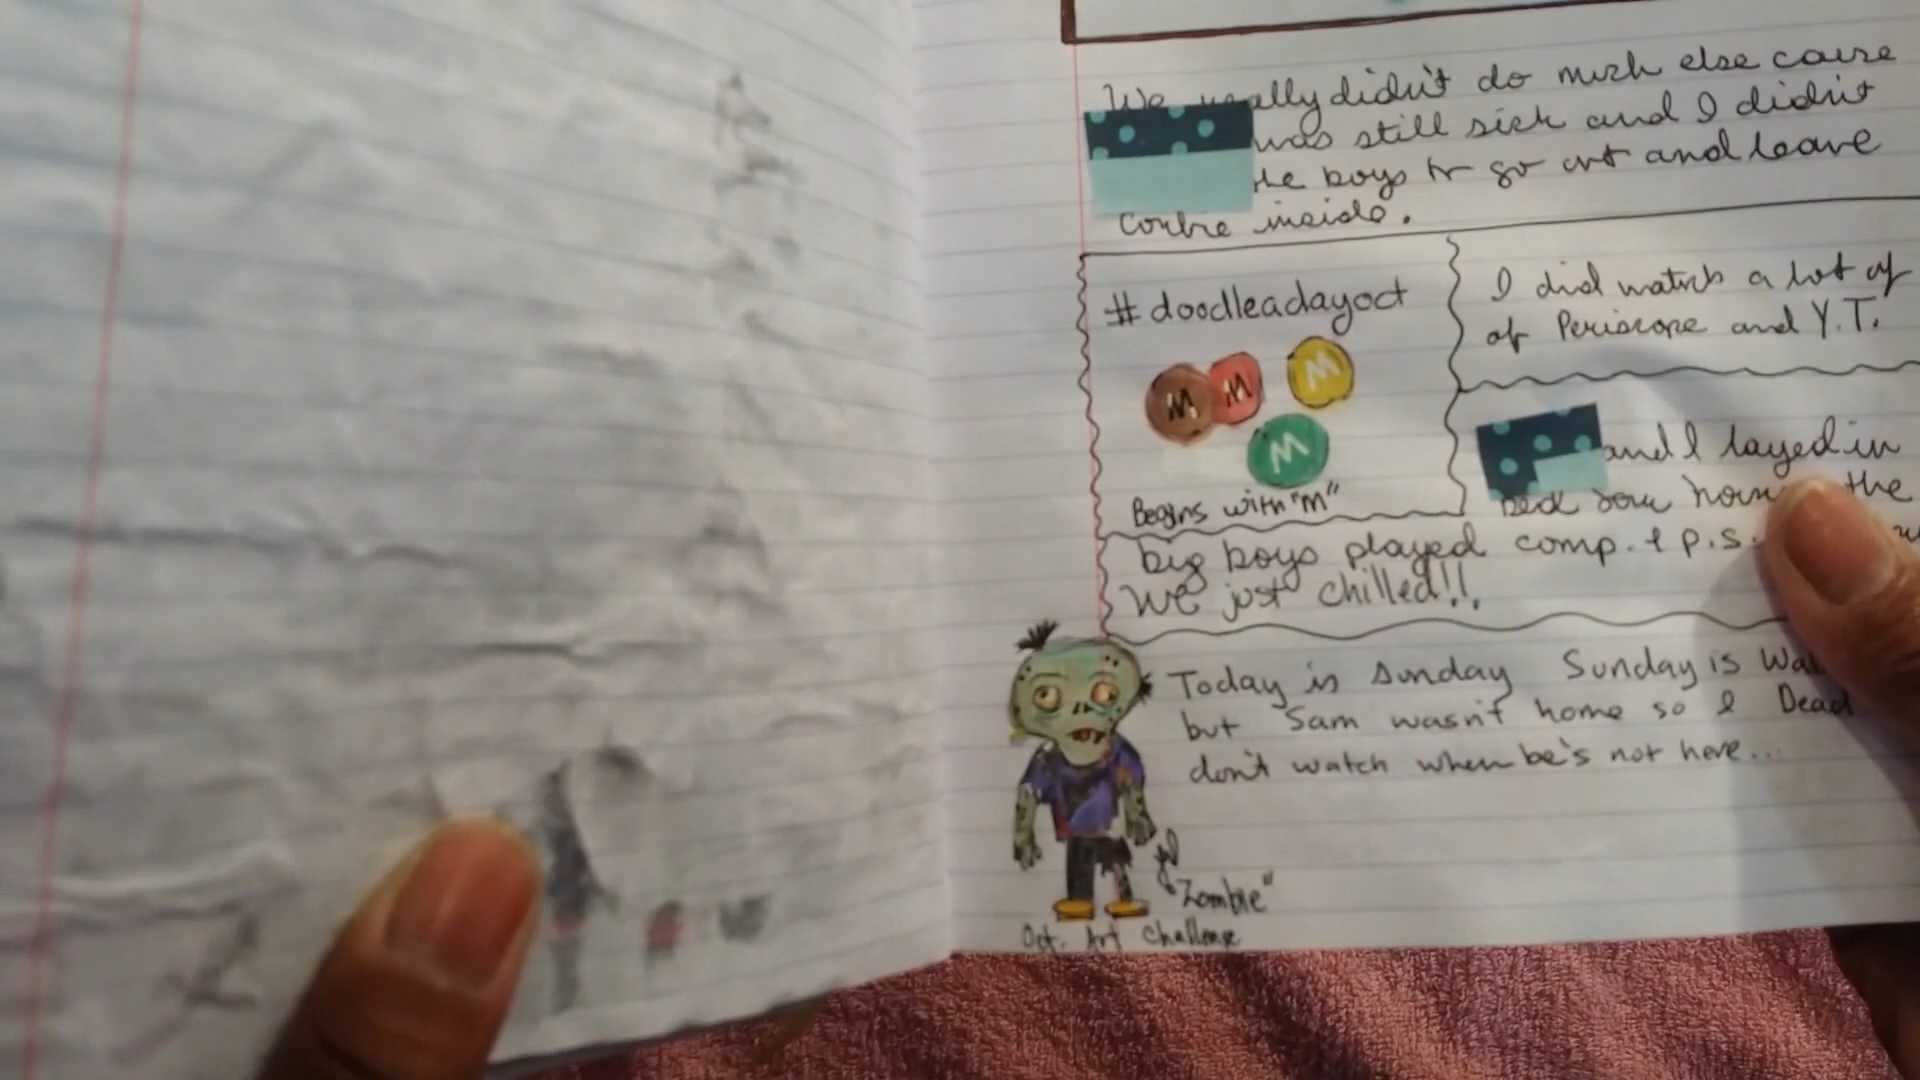 We really didn't do much else cause
was still sick and I didn't
the boys to go out and leave
inside.
#doodleadayoct
M M M M
Begins with "M"
I did watch a lot of
of Periscope and Y.T.
and I layed in
bed the
big boys played comp. & p.s.
We just chilled!!
Today is Sunday Sunday is
but Sam wasn't home so I Dead
don't watch when he's not here...
"Zombie"
Oct. Art Challenge